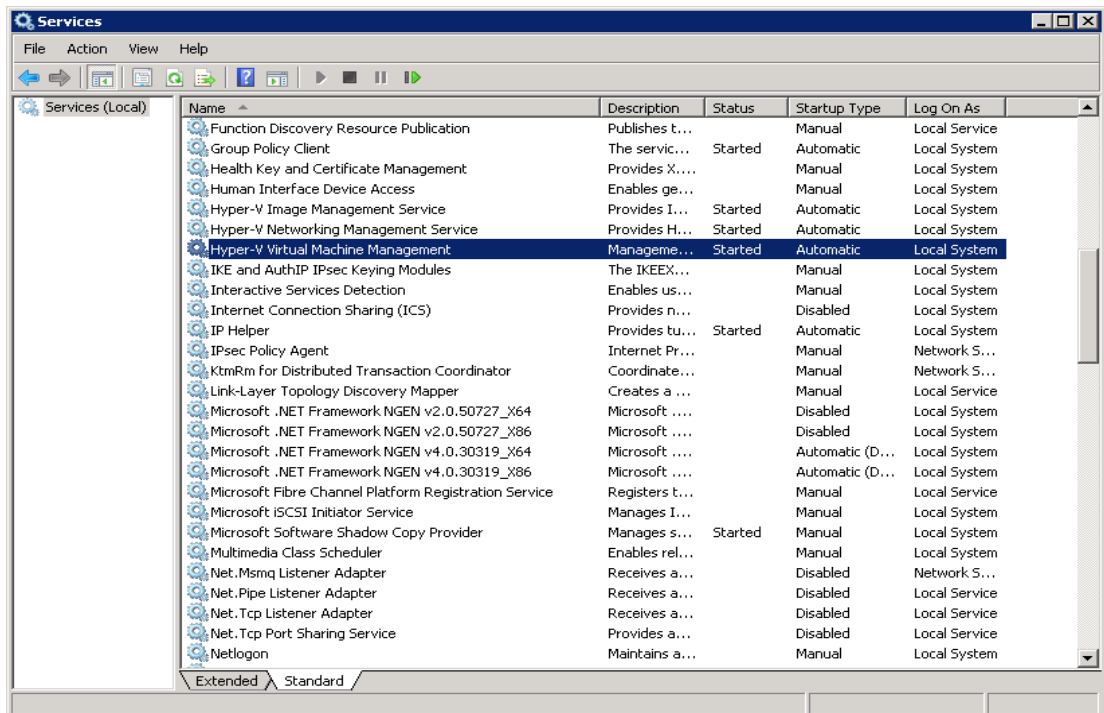 Services
File Action View Help
Services (Local)
Name Description Status Startup Type Log On As
Function Discovery Resource Publication Publishes t... Manual Local Service
Group Policy Client The servic... Started Automatic Local System
Health Key and Certificate Management Provides X.... Manual Local System
Human Interface Device Access Enables ge... Manual Local System
Hyper-V Image Management Service Provides I... Started Automatic Local System
Hyper-V Networking Management Service Provides H... Started Automatic Local System
Hyper-V Virtual Machine Management Manageme... Started Automatic Local System
IKE and AuthIP IPsec Keying Modules The IKEEX... Manual Local System
Interactive Services Detection Enables us... Manual Local System
Internet Connection Sharing (ICS) Provides n... Disabled Local System
IP Helper Provides tu... Started Automatic Local System
IPsec Policy Agent Internet Pr... Manual Network S...
KtmRm for Distributed Transaction Coordinator Coordinate... Manual Network S...
Link-Layer Topology Discovery Mapper Creates a ... Manual Local Service
Microsoft .NET Framework NGEN v2.0.50727_X64 Microsoft .... Disabled Local System
Microsoft .NET Framework NGEN v2.0.50727_X86 Microsoft .... Disabled Local System
Microsoft .NET Framework NGEN v4.0.30319_X64 Microsoft .... Automatic (D... Local System
Microsoft .NET Framework NGEN v4.0.30319_X86 Microsoft .... Automatic (D... Local System
Microsoft Fibre Channel Platform Registration Service Registers t... Manual Local Service
Microsoft iSCSI Initiator Service Manages I... Manual Local System
Microsoft Software Shadow Copy Provider Manages s... Started Manual Local System
Multimedia Class Scheduler Enables rel... Manual Local System
Net.Msmq Listener Adapter Receives a... Disabled Network S...
Net.Pipe Listener Adapter Receives a... Disabled Local Service
Net.Tcp Listener Adapter Receives a... Disabled Local Service
Net.Tcp Port Sharing Service Provides a... Disabled Local Service
Netlogon Maintains a... Manual Local System
Extended Standard